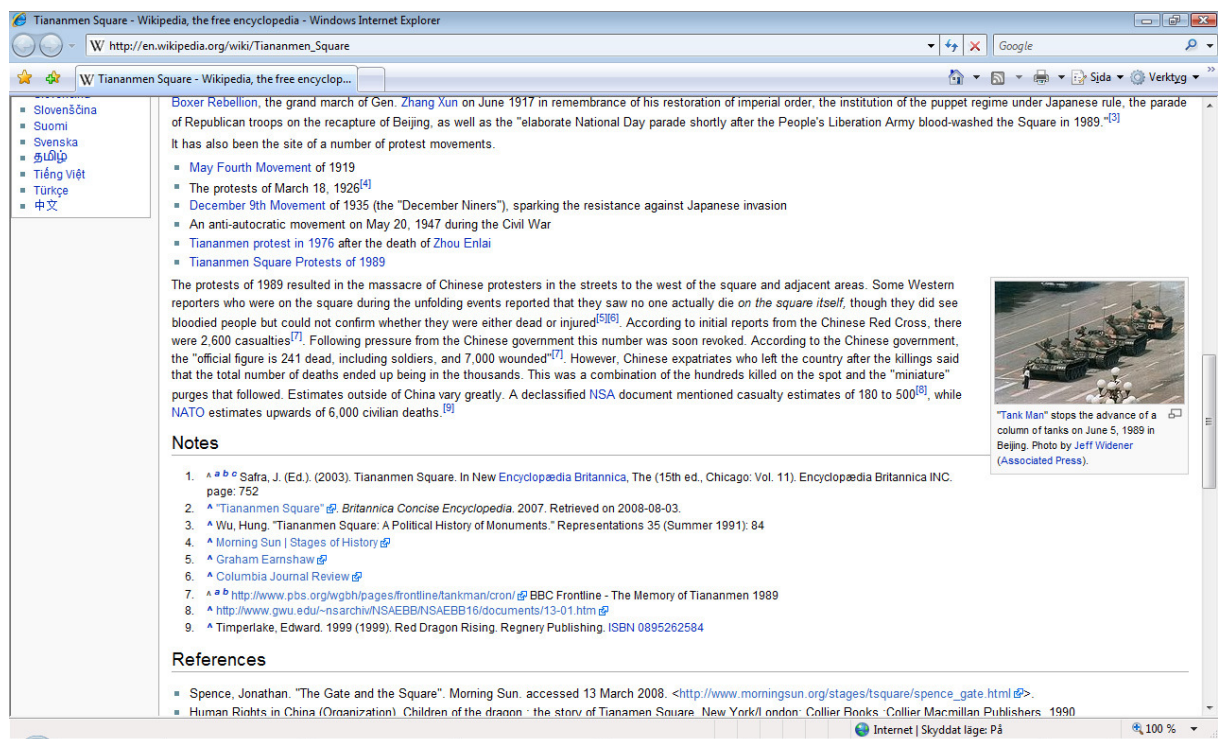 Tiananmen Square - Wikipedia, the free encyclopedia - Windows Internet Explorer
W http://en.wikipedia.org/wiki/Tiananmen_Square
Google
W Tiananmen Square - Wikipedia, the free encyclop...
Sida
Verktyg
Slovenščina
Suomi
Svenska
தமிழ்
Tiếng Việt
Türkçe
中文
Boxer Rebellion, the grand march of Gen. Zhang Xun on June 1917 in remembrance of his restoration of imperial order, the institution of the puppet regime under Japanese rule, the parade
of Republican troops on the recapture of Beijing, as well as the "elaborate National Day parade shortly after the People's Liberation Army blood-washed the Square in 1989."[3]
It has also been the site of a number of protest movements.
May Fourth Movement of 1919
The protests of March 18, 1926[4]
December 9th Movement of 1935 (the "December Niners"), sparking the resistance against Japanese invasion
An anti-autocratic movement on May 20, 1947 during the Civil War
Tiananmen protest in 1976 after the death of Zhou Enlai
Tiananmen Square Protests of 1989
The protests of 1989 resulted in the massacre of Chinese protesters in the streets to the west of the square and adjacent areas. Some Western
reporters who were on the square during the unfolding events reported that they saw no one actually die on the square itself, though they did see
bloodied people but could not confirm whether they were either dead or injured[5][6]. According to initial reports from the Chinese Red Cross, there
were 2,600 casualties[7]. Following pressure from the Chinese government this number was soon revoked. According to the Chinese government,
the "official figure is 241 dead, including soldiers, and 7,000 wounded"[7]. However, Chinese expatriates who left the country after the killings said
that the total number of deaths ended up being in the thousands. This was a combination of the hundreds killed on the spot and the "miniature"
purges that followed. Estimates outside of China vary greatly. A declassified NSA document mentioned casualty estimates of 180 to 500[8], while
NATO estimates upwards of 6,000 civilian deaths.[9]
"Tank Man" stops the advance of a
column of tanks on June 5, 1989 in
Beijing. Photo by Jeff Widener
(Associated Press).
Notes
1. ^ a b c Safra, J. (Ed.). (2003). Tiananmen Square. In New Encyclopædia Britannica, The (15th ed., Chicago: Vol. 11). Encyclopædia Britannica INC.
page: 752
2. ^ "Tiananmen Square". Britannica Concise Encyclopedia. 2007. Retrieved on 2008-08-03.
3. ^ Wu, Hung. "Tiananmen Square: A Political History of Monuments." Representations 35 (Summer 1991): 84
4. ^ Morning Sun | Stages of History
5. ^ Graham Earnshaw
6. ^ Columbia Journal Review
7. ^ a b http://www.pbs.org/wgbh/pages/frontline/tankman/cron/ BBC Frontline - The Memory of Tiananmen 1989
8. ^ http://www.gwu.edu/~nsarchiv/NSAEBB/NSAEBB16/documents/13-01.htm
9. ^ Timperlake, Edward. 1999 (1999). Red Dragon Rising. Regnery Publishing. ISBN 0895262584
References
Spence, Jonathan. "The Gate and the Square". Morning Sun. accessed 13 March 2008. <http://www.morningsun.org/stages/tsquare/spence_gate.html>.
Human Rights in China (Organization). Children of the dragon : the story of Tianamen Square. New York/London: Collier Books ;Collier Macmillan Publishers, 1990
Internet | Skyddat läge: På
100 %